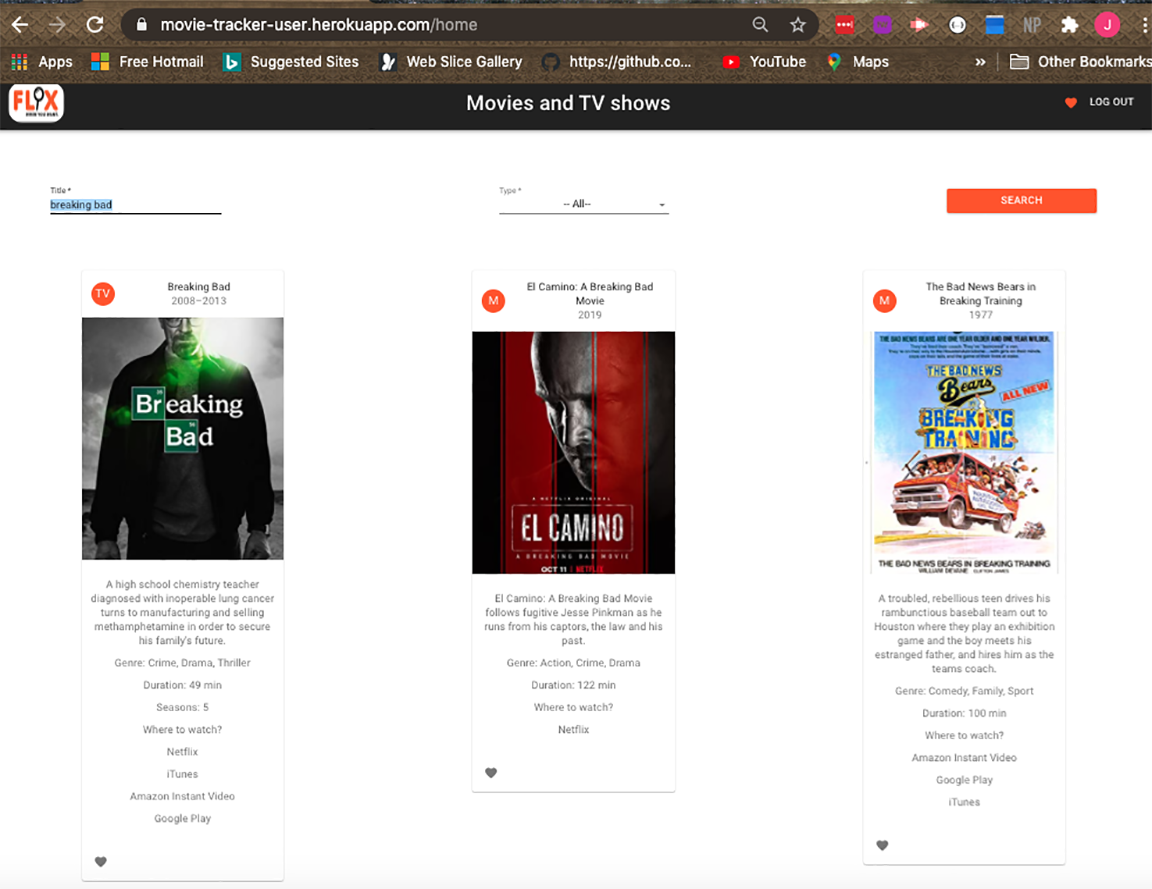 movie-tracker-user.herokuapp.com/home
NP
J
Apps
Free Hotmail
Suggested Sites
Web Slice Gallery
https://github.co...
YouTube
Maps
»
Other Bookmarks
FLIX
Movies and TV shows
LOG OUT
Title *
breaking bad
Type *
-- All--
SEARCH
TV
Breaking Bad
2008–2013
Breaking
Bad
A high school chemistry teacher
diagnosed with inoperable lung cancer
turns to manufacturing and selling
methamphetamine in order to secure
his family's future.
Genre: Crime, Drama, Thriller
Duration: 49 min
Seasons: 5
Where to watch?
Netflix
iTunes
Amazon Instant Video
Google Play
M
El Camino: A Breaking Bad
Movie
2019
A NETFLIX ORIGINAL
EL CAMINO
A BREAKING BAD MOVIE
OCT 11 | NETFLIX
El Camino: A Breaking Bad Movie
follows fugitive Jesse Pinkman as he
runs from his captors, the law and his
past.
Genre: Action, Crime, Drama
Duration: 122 min
Where to watch?
Netflix
M
The Bad News Bears in
Breaking Training
1977
THE BAD NEWS BEARS ARE ONE YEAR OLDER AND ONE YEAR WILDER.
THE BAD NEWS
Bears
ALL NEW
IN
BREAKING
TRAINING
THE BAD NEWS BEARS IN BREAKING TRAINING
WILLIAM DEVANE CLIFTON JAMES
A troubled, rebellious teen drives his
rambunctious baseball team out to
Houston where they play an exhibition
game and the boy meets his
estranged father, and hires him as the
teams coach.
Genre: Comedy, Family, Sport
Duration: 100 min
Where to watch?
Amazon Instant Video
Google Play
iTunes